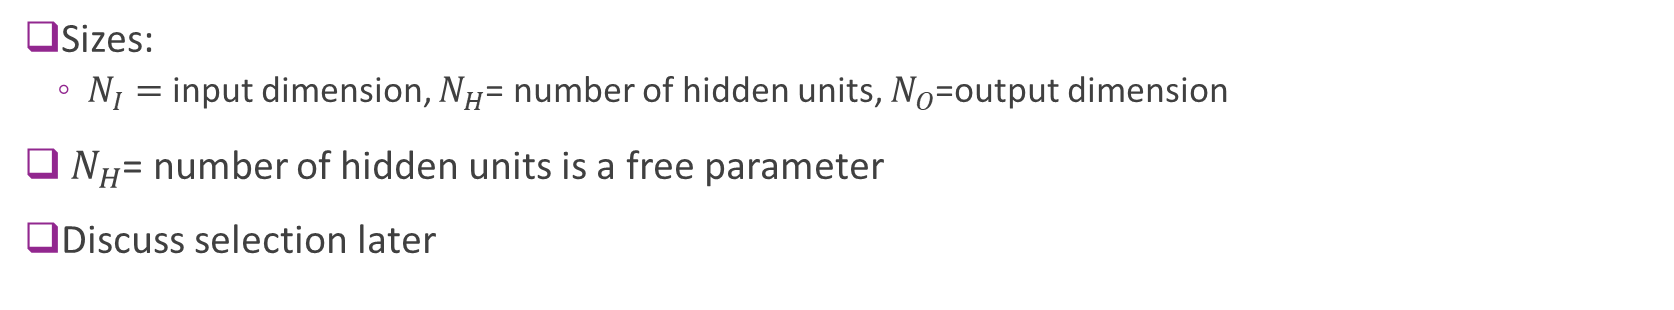 ❑Sizes:
◦ N_I = input dimension, N_H= number of hidden units, N_O=output dimension
❑ N_H= number of hidden units is a free parameter
❑Discuss selection later